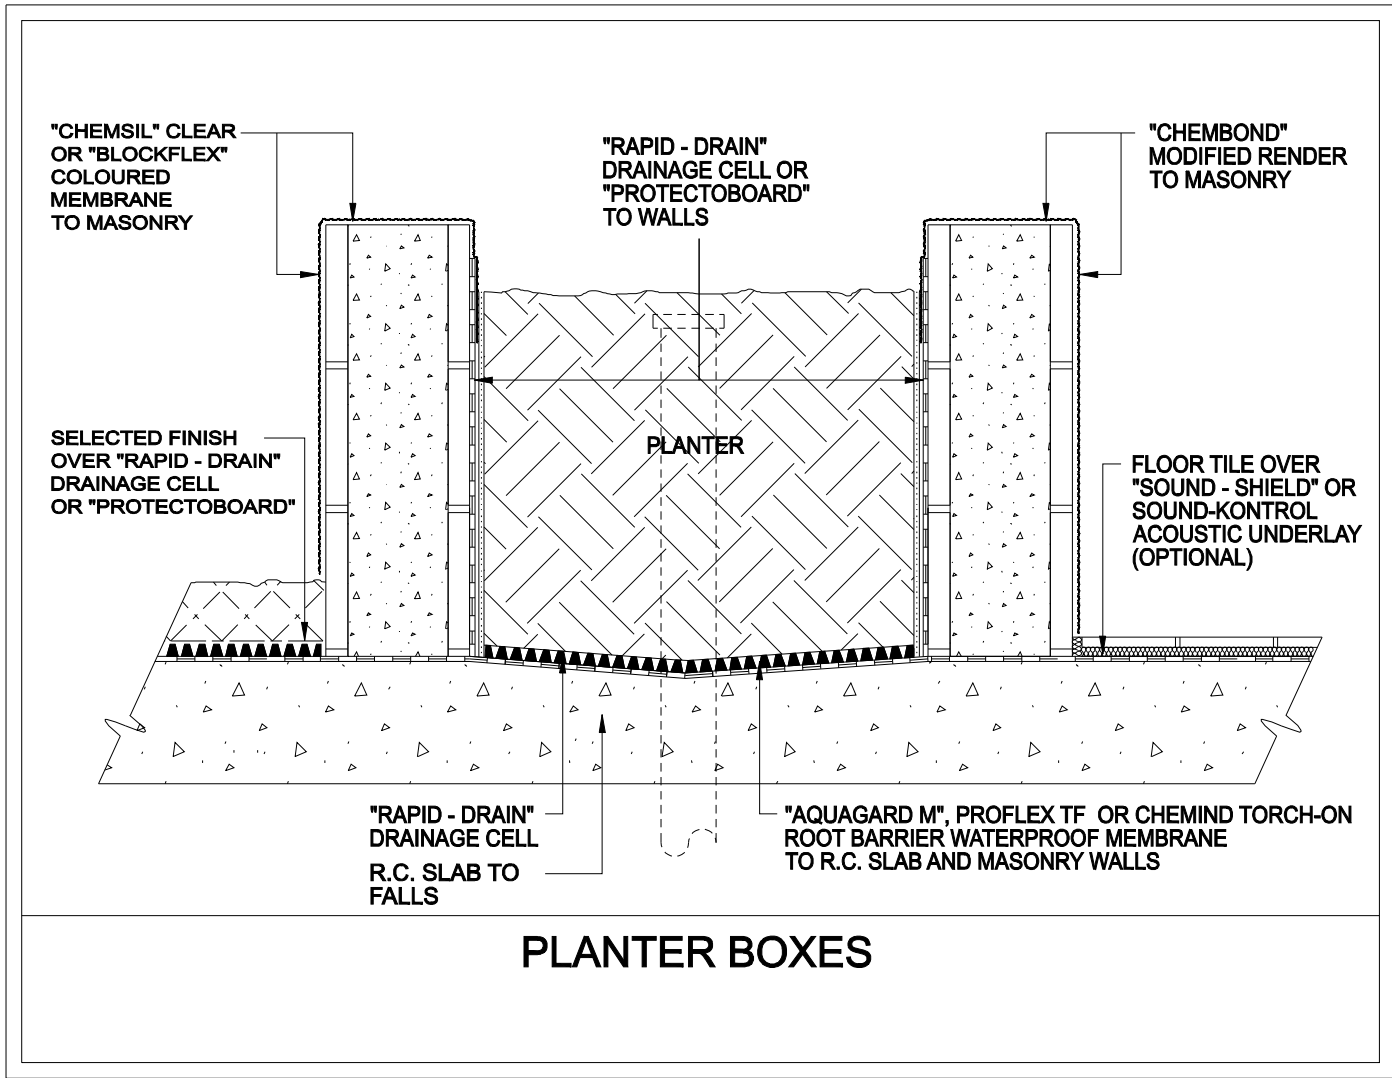 "CHEMSIL" CLEAR
OR "BLOCKFLEX"
COLOURED
MEMBRANE
TO MASONRY
"RAPID - DRAIN"
DRAINAGE CELL OR
"PROTECTOBOARD"
TO WALLS
"CHEMBOND"
MODIFIED RENDER
TO MASONRY
SELECTED FINISH
OVER "RAPID - DRAIN"
DRAINAGE CELL
OR "PROTECTOBOARD"
PLANTER
FLOOR TILE OVER
"SOUND - SHIELD" OR
SOUND-KONTROL
ACOUSTIC UNDERLAY
(OPTIONAL)
"RAPID - DRAIN"
DRAINAGE CELL
R.C. SLAB TO
FALLS
"AQUAGARD M", PROFLEX TF OR CHEMIND TORCH-ON
ROOT BARRIER WATERPROOF MEMBRANE
TO R.C. SLAB AND MASONRY WALLS
PLANTER BOXES